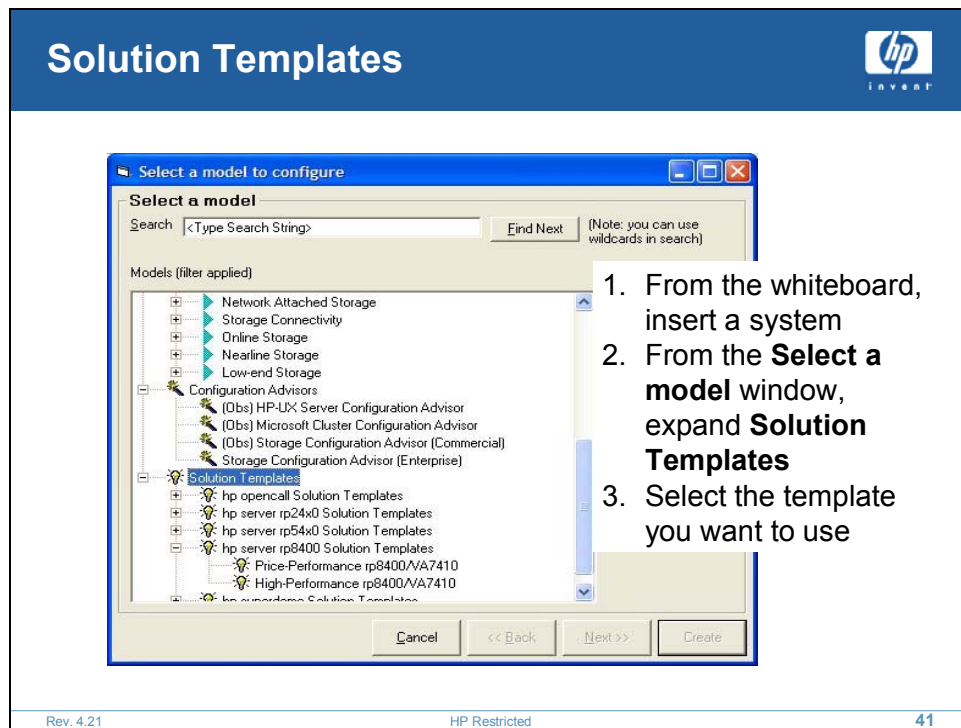 Solution Templates
hp
invent
Select a model to configure
Select a model
Search <Type Search String> Find Next (Note: you can use
wildcards in search)
Models (filter applied)
Network Attached Storage
Storage Connectivity
Online Storage
Nearline Storage
Low-end Storage
Configuration Advisors
(Obs) HP-UX Server Configuration Advisor
(Obs) Microsoft Cluster Configuration Advisor
(Obs) Storage Configuration Advisor (Commercial)
Storage Configuration Advisor (Enterprise)
Solution Templates
hp opencall Solution Templates
hp server rp24x0 Solution Templates
hp server rp54x0 Solution Templates
hp server rp8400 Solution Templates
Price-Performance rp8400/VA7410
High-Performance rp8400/VA7410
hp superdome Solution Templates
Cancel << Back Next >> Create
1. From the whiteboard,
insert a system
2. From the Select a
model window,
expand Solution
Templates
3. Select the template
you want to use
Rev. 4.21 HP Restricted 41